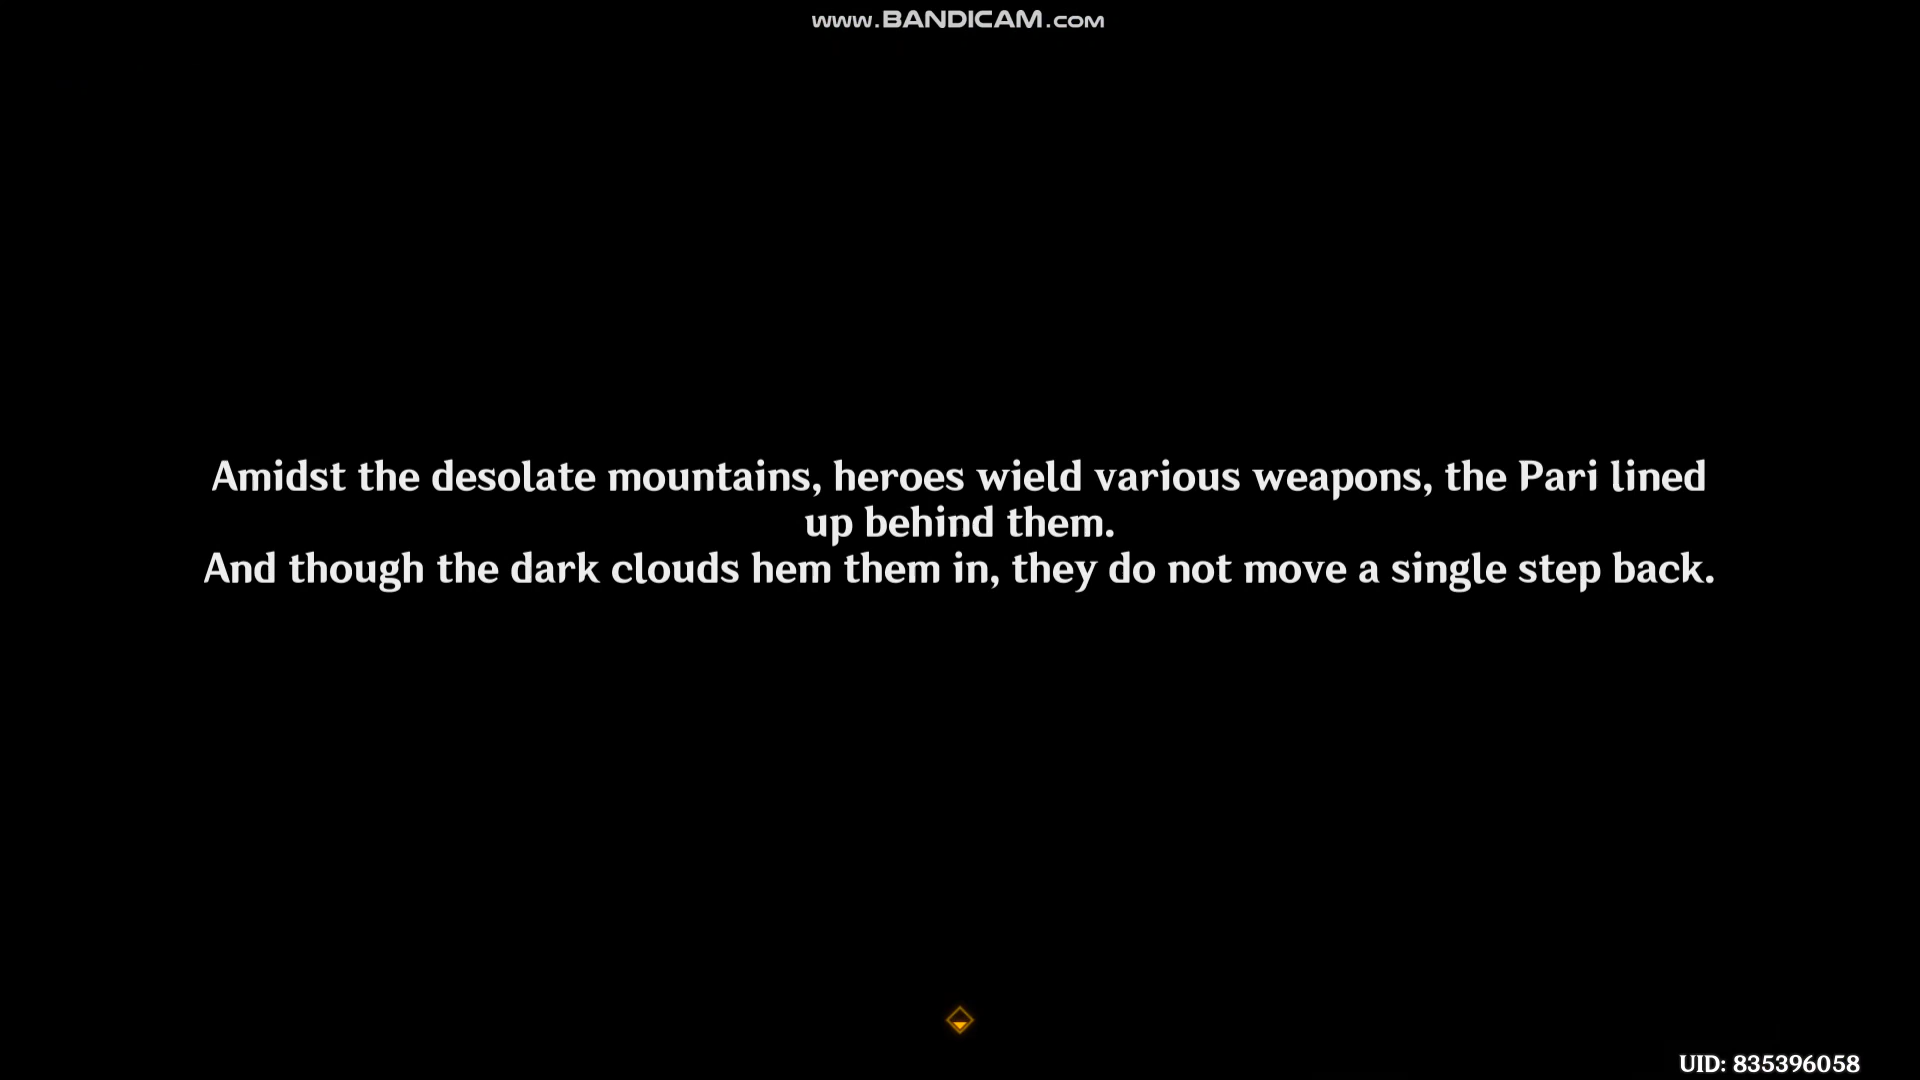 www.BANDICAM.COM
Amidst the desolate mountains, heroes wield various weapons, the Pari lined
up behind them.
And though the dark clouds hem them in, they do not move a single step back.
UID: 835396058